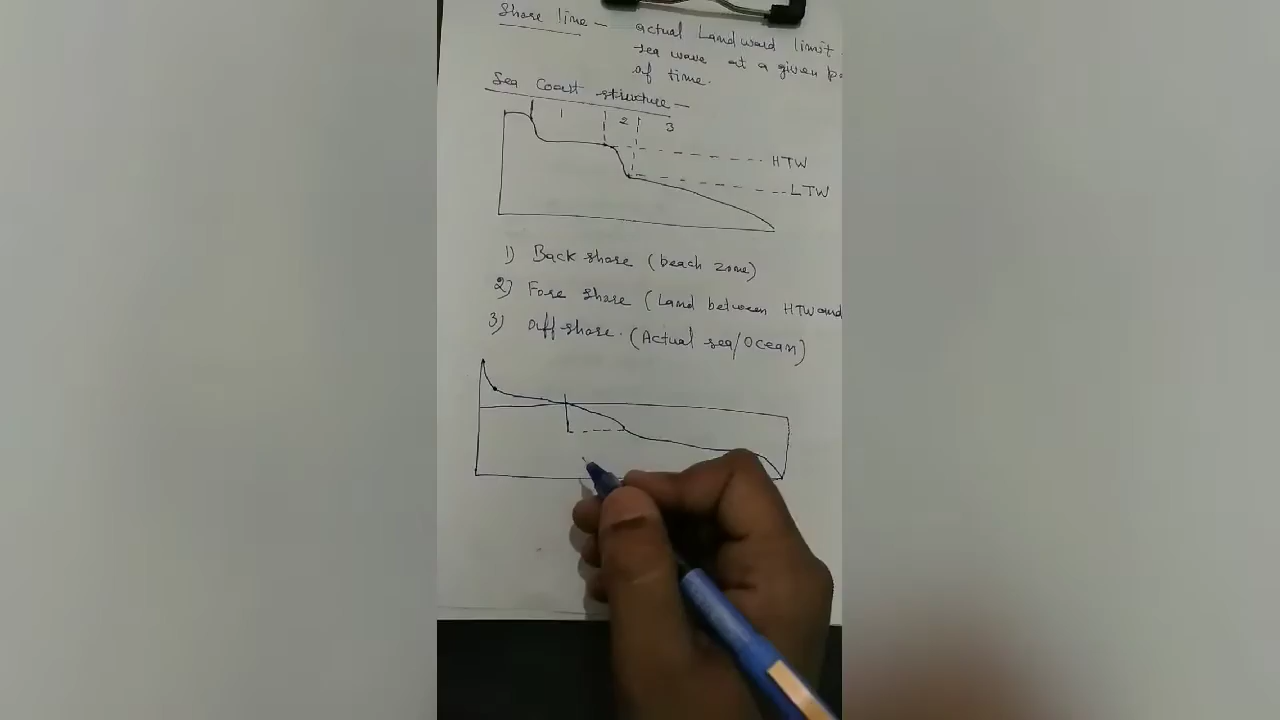 Shore line – actual Landward limit
sea wave at a given
of time.
Sea Coast structure –
1 2 3
HTW
LTW
1) Back shore (beach zone)
2) Fore shore (Land between HTW and
3) Off shore. (Actual sea/Ocean)